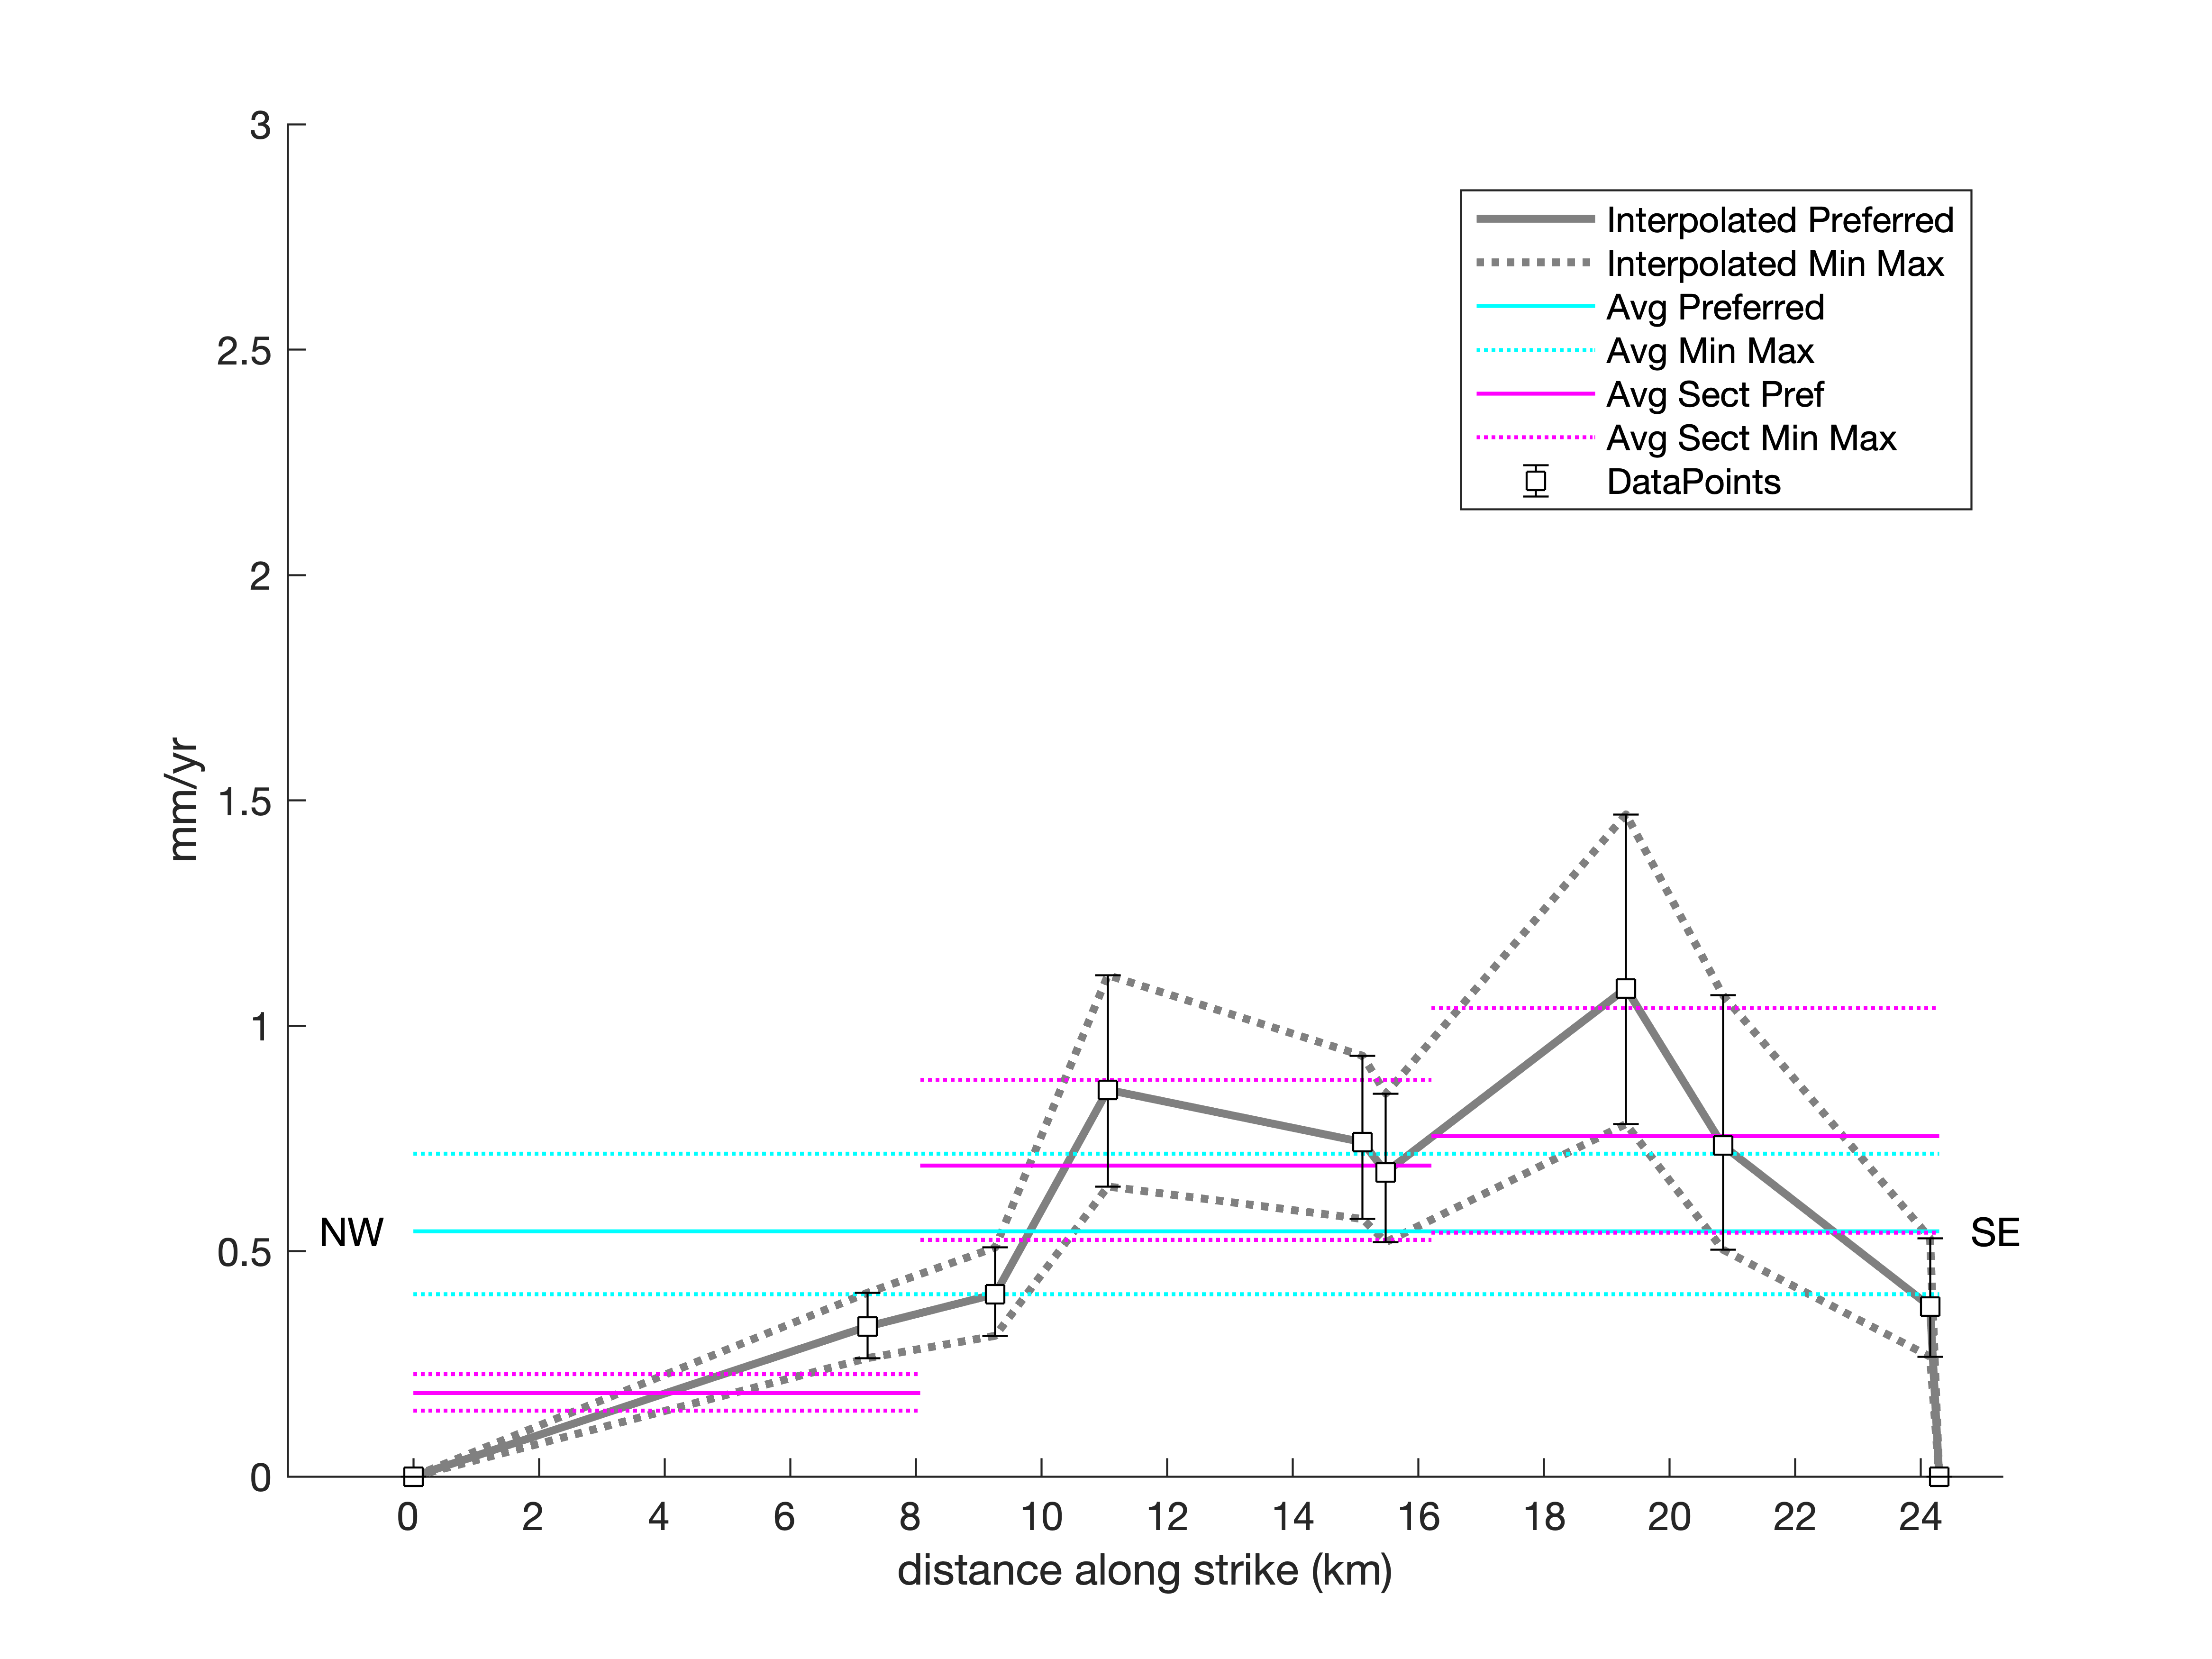 3
2.5
2
1.5
1
0.5
0
mm/yr
Interpolated Preferred
Interpolated Min Max
Avg Preferred
Avg Min Max
Avg Sect Pref
Avg Sect Min Max
DataPoints
NW
SE
0 2 4 6 8 10 12 14 16 18 20 22 24
distance along strike (km)